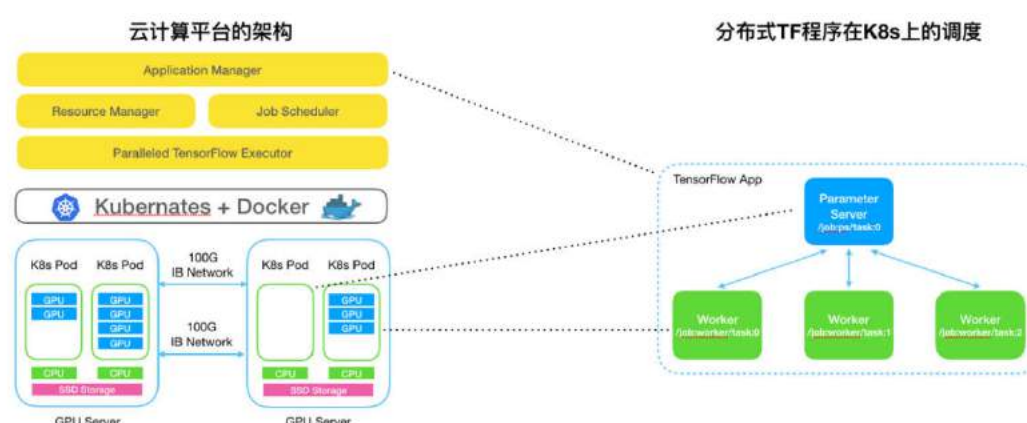 云计算平台的架构
分布式TF程序在K8s上的调度
Application Manager
Resource Manager
Job Scheduler
Paralleled TensorFlow Executor
Kubernates + Docker
K8s Pod
K8s Pod
100G
IB Network
K8s Pod
K8s Pod
GPU
GPU
GPU
GPU
GPU
GPU
100G
IB Network
GPU
GPU
GPU
CPU
CPU
CPU
CPU
SSD Storage
SSD Storage
GPU Server
GPU Server
TensorFlow App
Parameter
Server
/job:ps/task:0
Worker
/job:worker/task:0
Worker
/job:worker/task:1
Worker
/job:worker/task:2